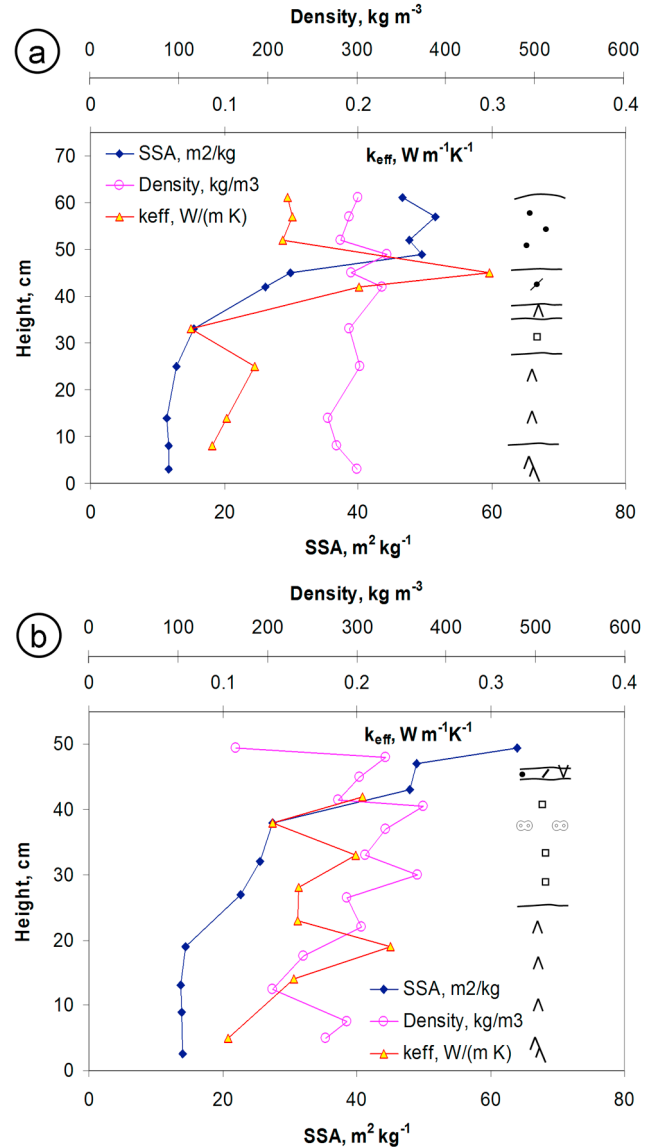 Density, kg m⁻³
a
0 100 200 300 400 500 600
0 0.1 0.2 0.3 0.4
kₑff, W m⁻¹K⁻¹
SSA, m2/kg
Density, kg/m3
keff, W/(m K)
70
60
50
40
30
20
10
0
Height, cm
0 20 40 60 80
SSA, m² kg⁻¹
Density, kg m⁻³
b
0 100 200 300 400 500 600
0 0.1 0.2 0.3 0.4
kₑff, W m⁻¹K⁻¹
50
40
30
20
10
0
Height, cm
SSA, m2/kg
Density, kg/m3
keff, W/(m K)
0 20 40 60 80
SSA, m² kg⁻¹